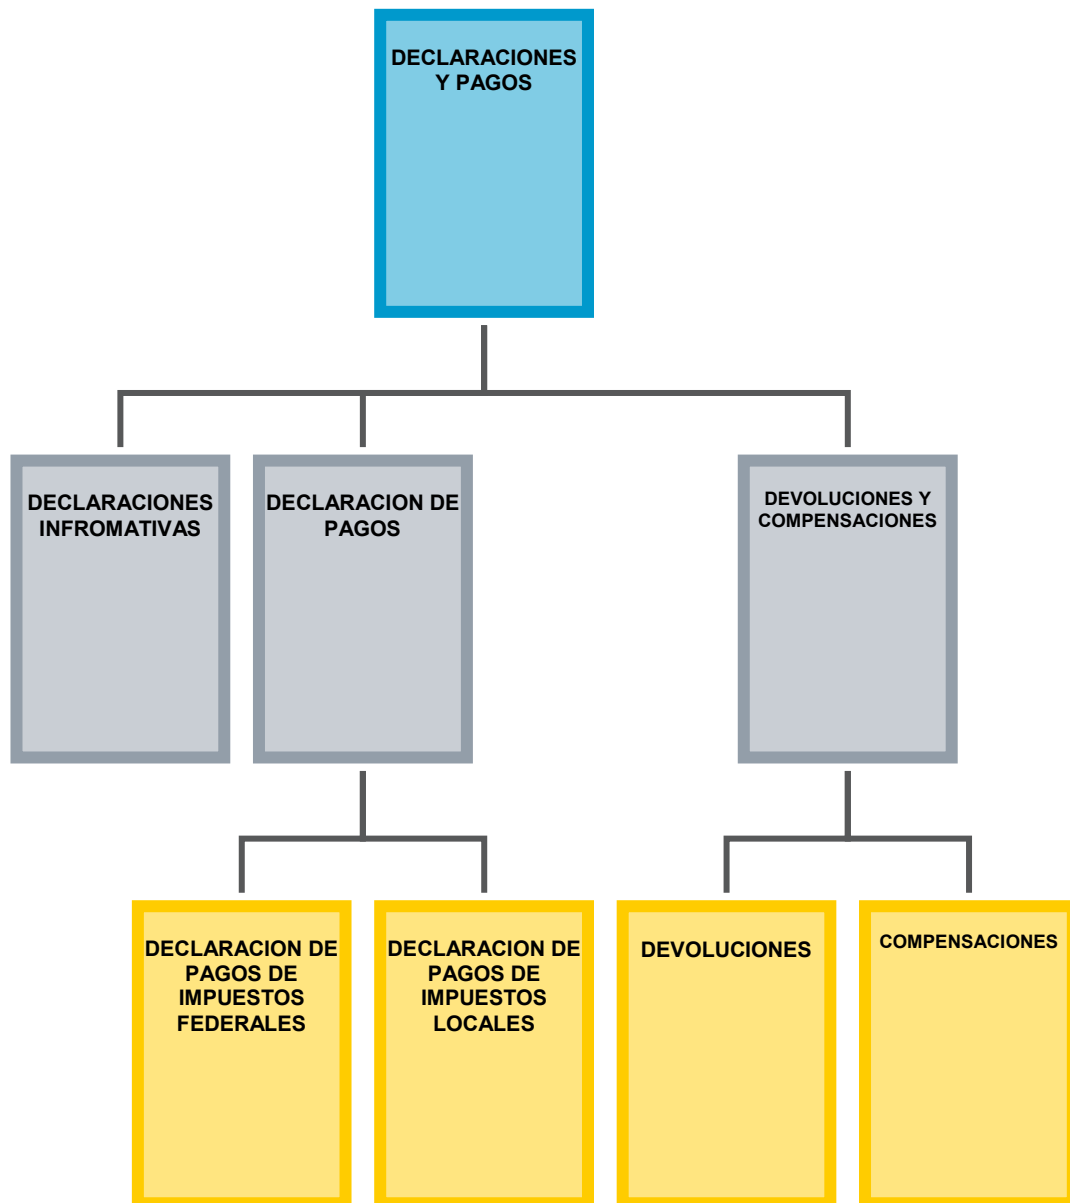 DECLARACIONES
Y PAGOS
DECLARACIONES
INFROMATIVAS
DECLARACION DE
PAGOS
DEVOLUCIONES Y
COMPENSACIONES
DECLARACION DE
PAGOS DE
IMPUESTOS
FEDERALES
DECLARACION DE
PAGOS DE
IMPUESTOS
LOCALES
DEVOLUCIONES
COMPENSACIONES